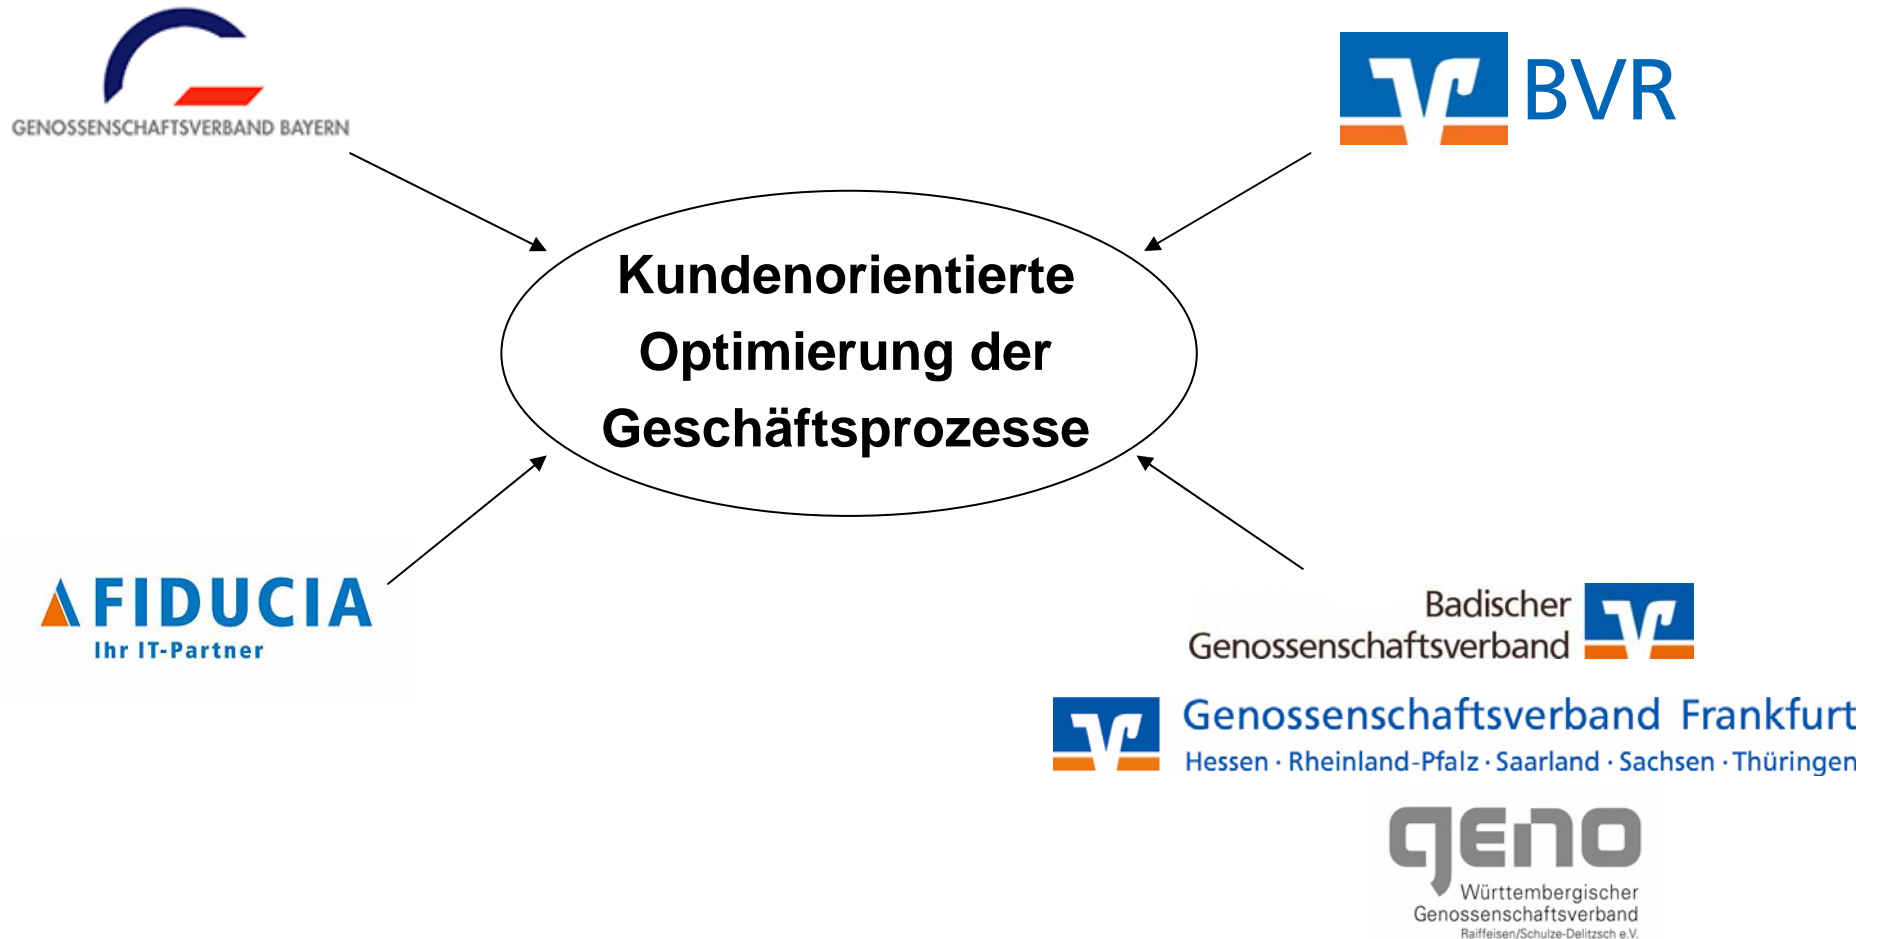 GENOSSENSCHAFTSVERBAND BAYERN
BVR
Kundenorientierte
Optimierung der
Geschäftsprozesse
FIDUCIA
Ihr IT-Partner
Badischer
Genossenschaftsverband
Genossenschaftsverband Frankfurt
Hessen · Rheinland-Pfalz · Saarland · Sachsen · Thüringen
geno
Württembergischer
Genossenschaftsverband
Raiffeisen/Schulze-Delitzsch e.V.